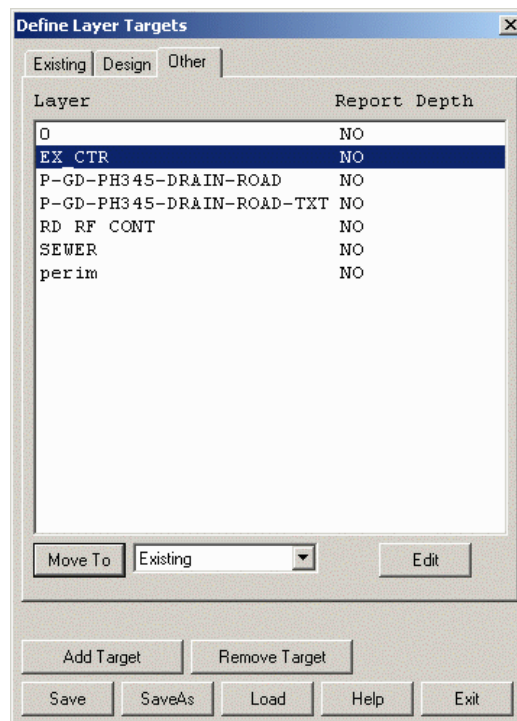 Define Layer Targets
Existing Design Other
Layer Report Depth
0 NO
EX_CTR NO
P-GD-PH345-DRAIN-ROAD NO
P-GD-PH345-DRAIN-ROAD-TXT NO
RD RF CONT NO
SEWER NO
perim NO
Move To Existing Edit
Add Target Remove Target
Save SaveAs Load Help Exit